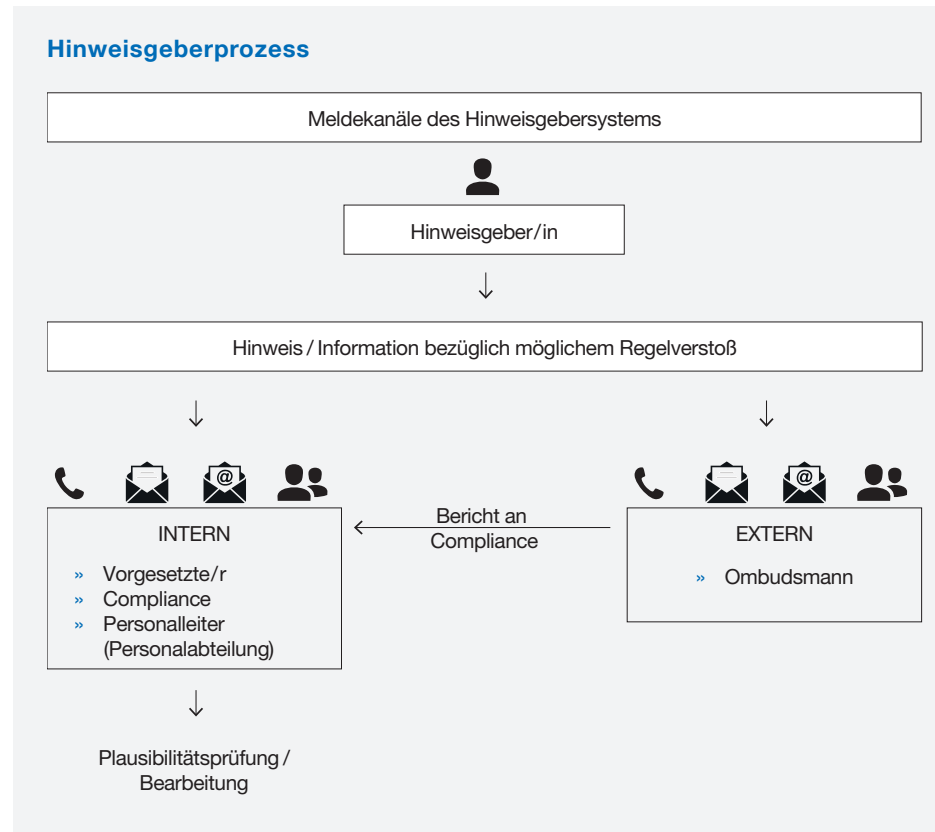 Hinweisgeberprozess
Meldekanäle des Hinweisgebersystems
Hinweisgeber/in
Hinweis / Information bezüglich möglichem Regelverstoß
@
@
INTERN
» Vorgesetzte/r
» Compliance
» Personalleiter
(Personalabteilung)
Bericht an
Compliance
EXTERN
» Ombudsmann
Plausibilitätsprüfung /
Bearbeitung